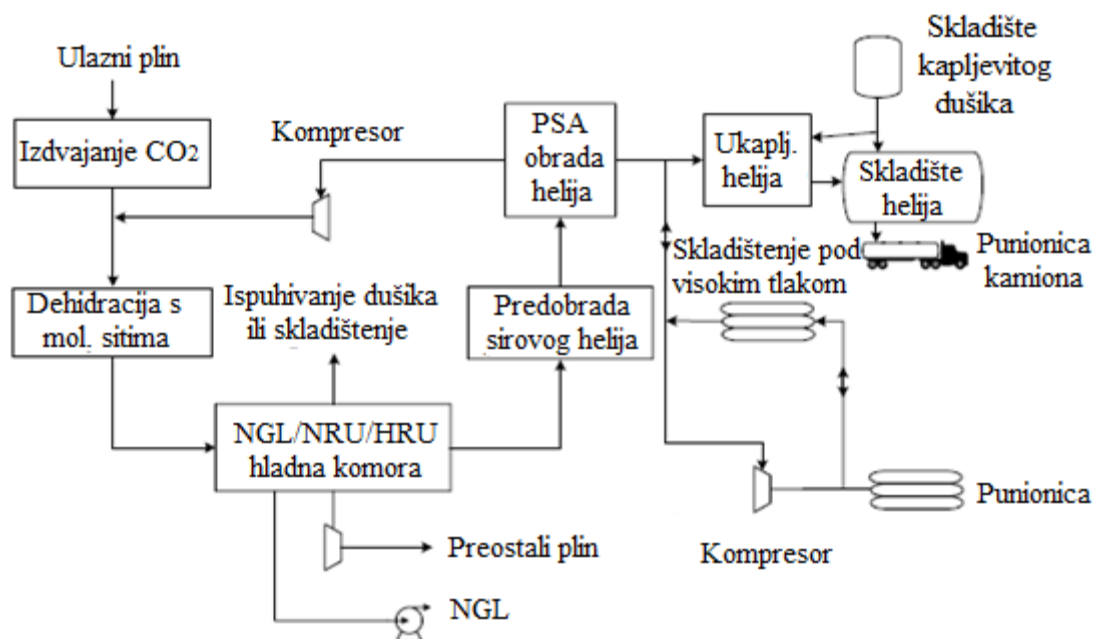 Ulazni plin
Izdvajanje CO2
Kompresor
PSA
obrada
helija
Ukaplj.
helija
Skladište
kapljevitog
dušika
Skladište
helija
Punionica
kamiona
Skladištenje pod
visokim tlakom
Dehidracija s
mol. sitima
Ispuhivanje dušika
ili skladištenje
Predobrada
sirovog helija
NGL/NRU/HRU
hladna komora
Punionica
Preostali plin
Kompresor
NGL